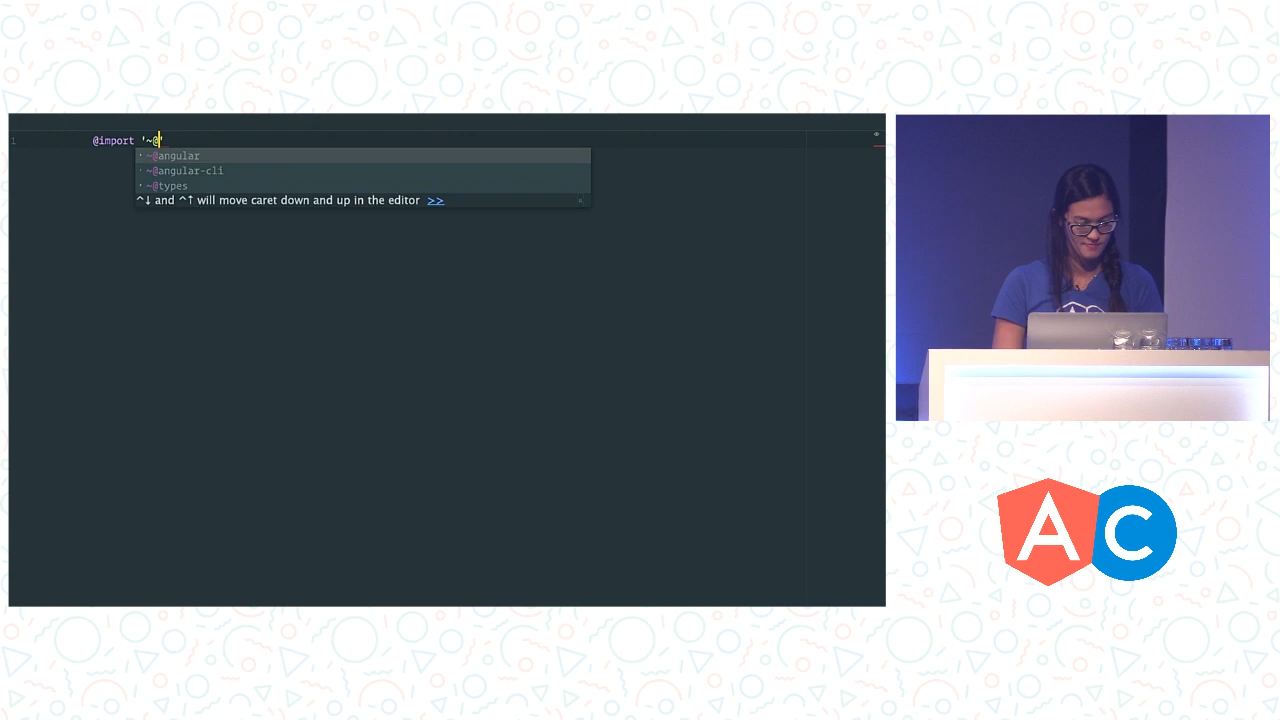 1 @import '~@'
~@angular
~@angular-cli
~@types
^↓ and ^↑ will move caret down and up in the editor >>
AC